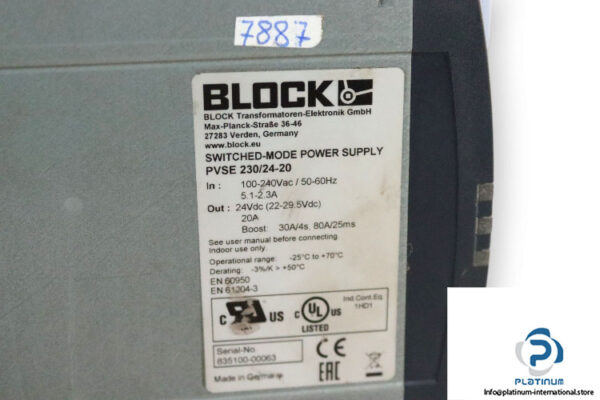 7887
BLOCK
BLOCK Transformatoren-Elektronik GmbH
Max-Planck-Straße 36-46
27283 Verden, Germany
www.block.eu
SWITCHED-MODE POWER SUPPLY
PVSE 230/24-20
In : 100-240Vac / 50-60Hz
5.1-2.3A
Out : 24Vdc (22-29.5Vdc)
20A
Boost: 30A/4s, 80A/25ms
See user manual before connecting.
Indoor use only.
Operational range: -25°C to +70°C
Derating: -3%/K > +50°C
EN 60950
EN 61204-3
c US
c UL us
LISTED
Ind.Cont.Eq.
1HD1
Serial-No.
835100-00063
CE
EAC
Made in Germany
PLATINUM
Info@platinum-international.store